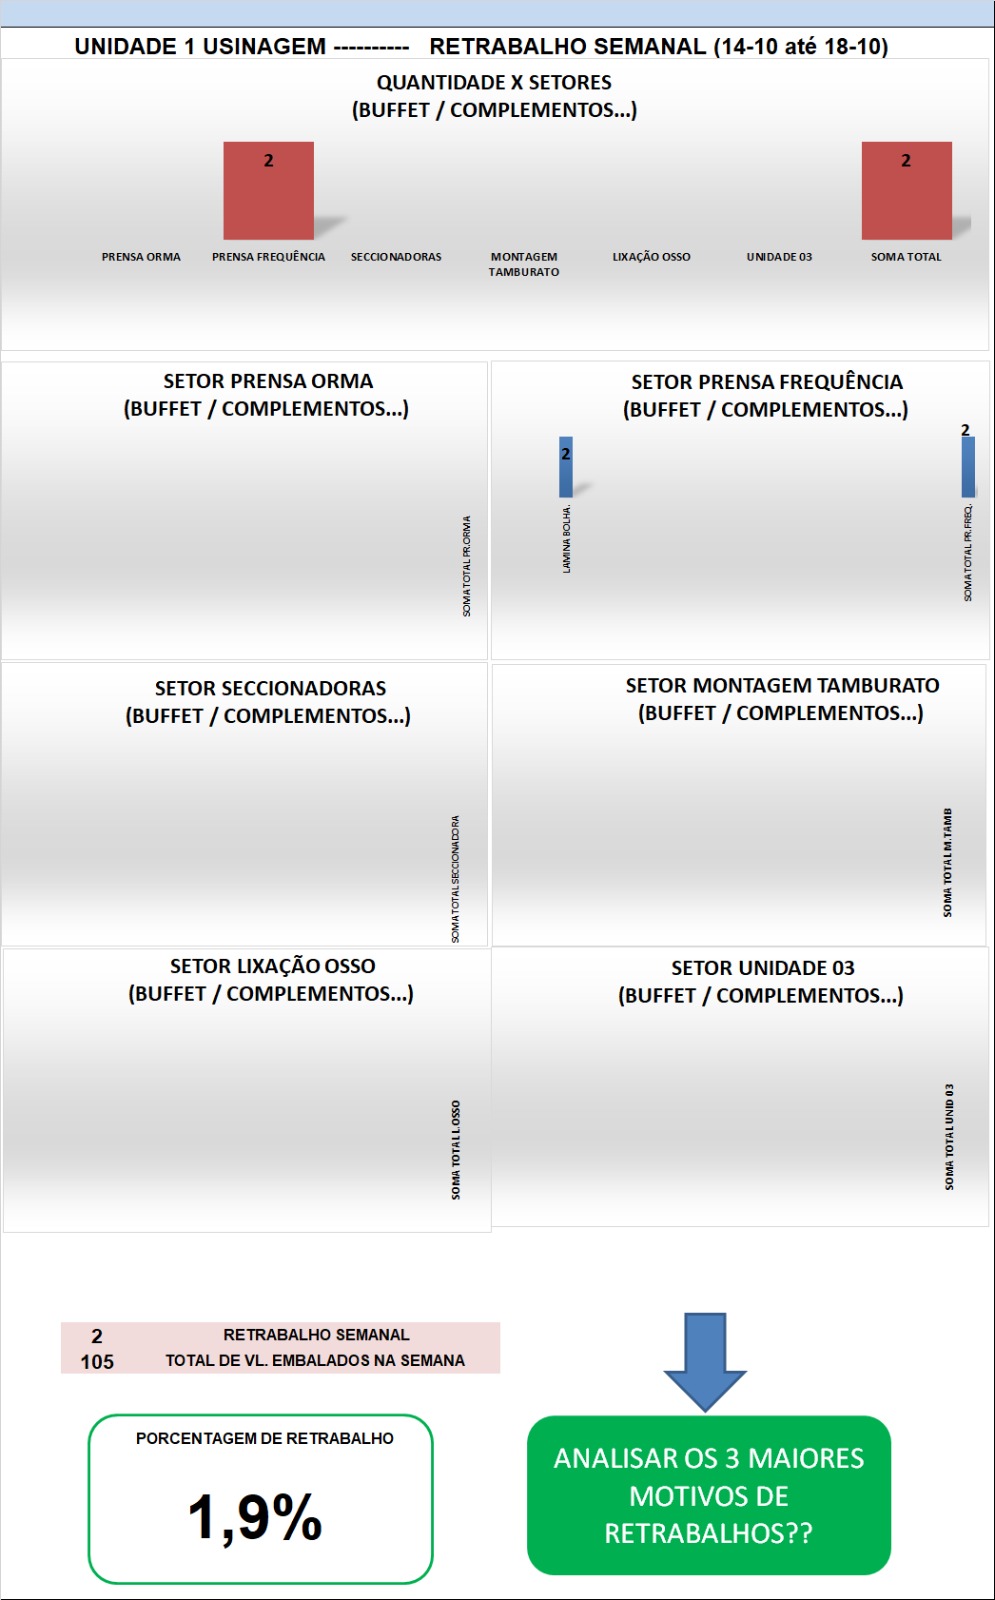 UNIDADE 1 USINAGEM ---------- RETRABALHO SEMANAL (14-10 até 18-10)
QUANTIDADE X SETORES
(BUFFET / COMPLEMENTOS...)
2
2
PRENSA ORMA
PRENSA FREQUÊNCIA
SECCIONADORAS
MONTAGEM
TAMBURATO
LIXAÇÃO OSSO
UNIDADE 03
SOMA TOTAL
SETOR PRENSA ORMA
(BUFFET / COMPLEMENTOS...)
SOMA TOTAL PR.ORMA
SETOR PRENSA FREQUÊNCIA
(BUFFET / COMPLEMENTOS...)
2
2
LAMINA BOLHA.
SOMA TOTAL PR.FREQ.
SETOR SECCIONADORAS
(BUFFET / COMPLEMENTOS...)
SOMA TOTAL SECCIONADORA
SETOR MONTAGEM TAMBURATO
(BUFFET / COMPLEMENTOS...)
SOMA TOTAL M.TAMB
SETOR LIXAÇÃO OSSO
(BUFFET / COMPLEMENTOS...)
SOMA TOTAL L.OSSO
SETOR UNIDADE 03
(BUFFET / COMPLEMENTOS...)
SOMA TOTAL UNID 03
2 RETRABALHO SEMANAL
105 TOTAL DE VL. EMBALADOS NA SEMANA
PORCENTAGEM DE RETRABALHO
1,9%
ANALISAR OS 3 MAIORES
MOTIVOS DE
RETRABALHOS??